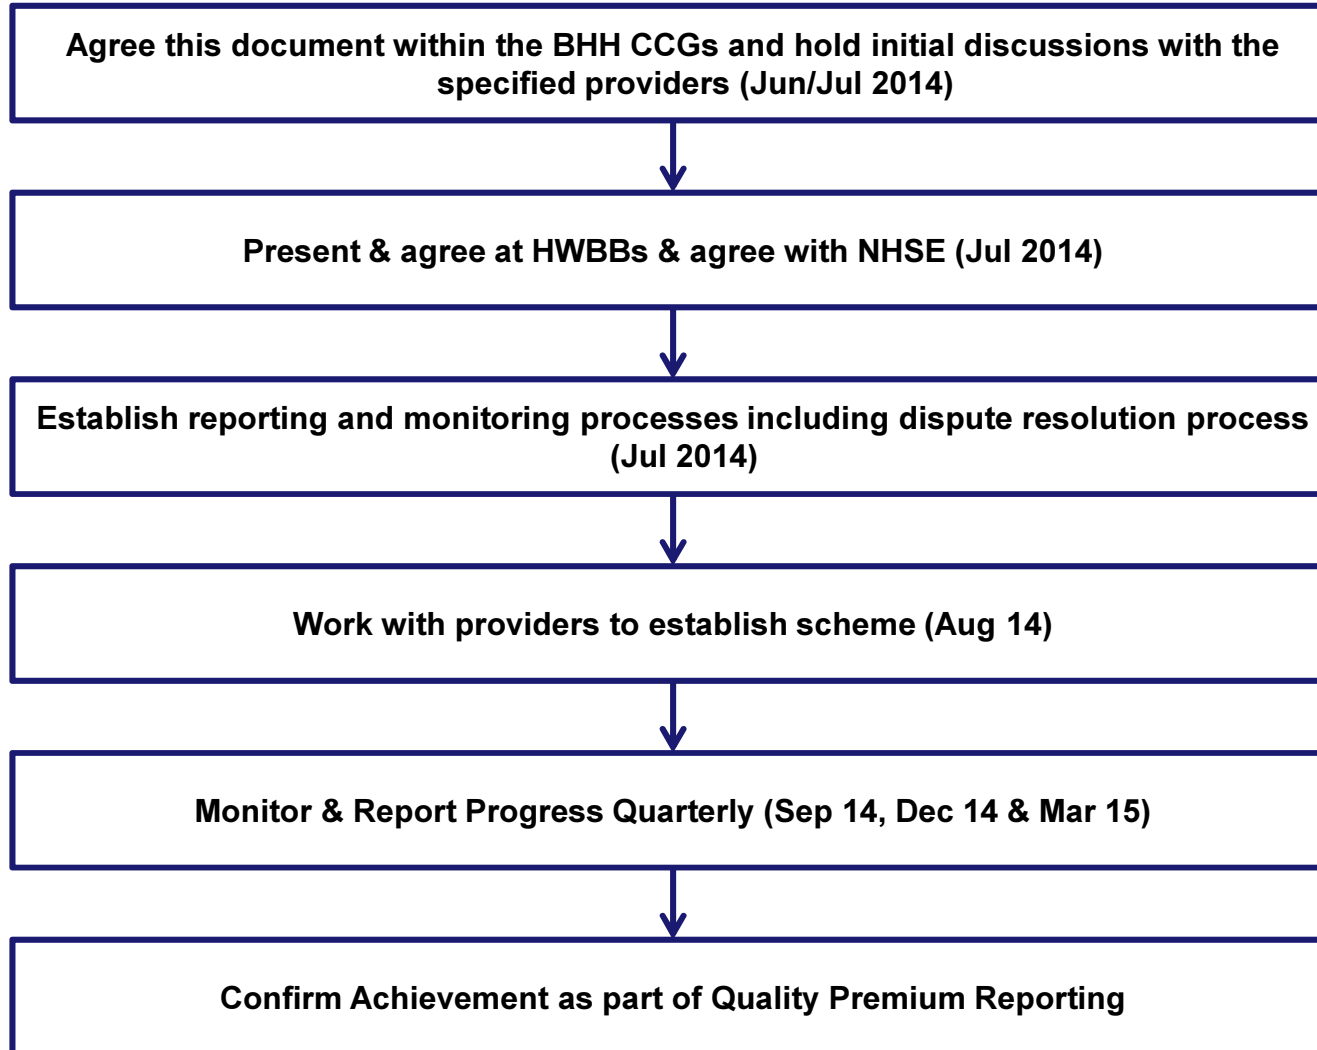 Agree this document within the BHH CCGs and hold initial discussions with the
specified providers (Jun/Jul 2014)
Present & agree at HWBBs & agree with NHSE (Jul 2014)
Establish reporting and monitoring processes including dispute resolution process
(Jul 2014)
Work with providers to establish scheme (Aug 14)
Monitor & Report Progress Quarterly (Sep 14, Dec 14 & Mar 15)
Confirm Achievement as part of Quality Premium Reporting